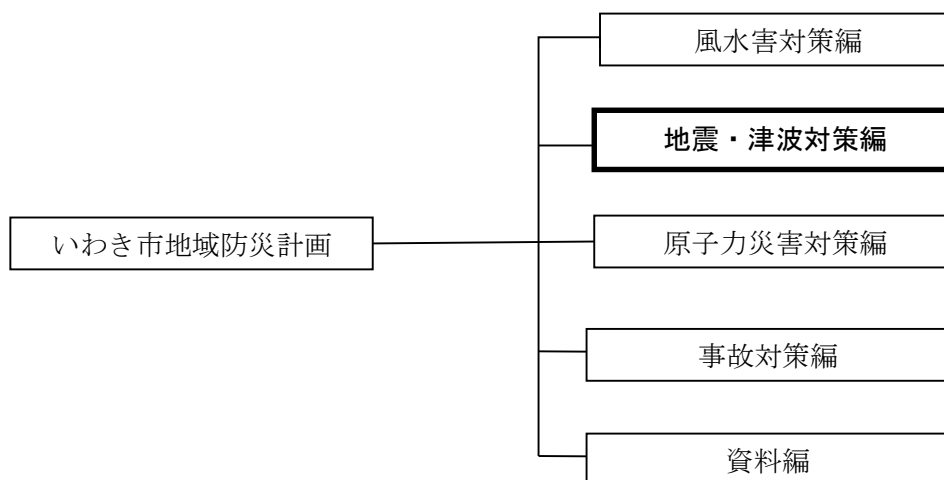 いわき市地域防災計画
風水害対策編
地震・津波対策編
原子力災害対策編
事故対策編
資料編